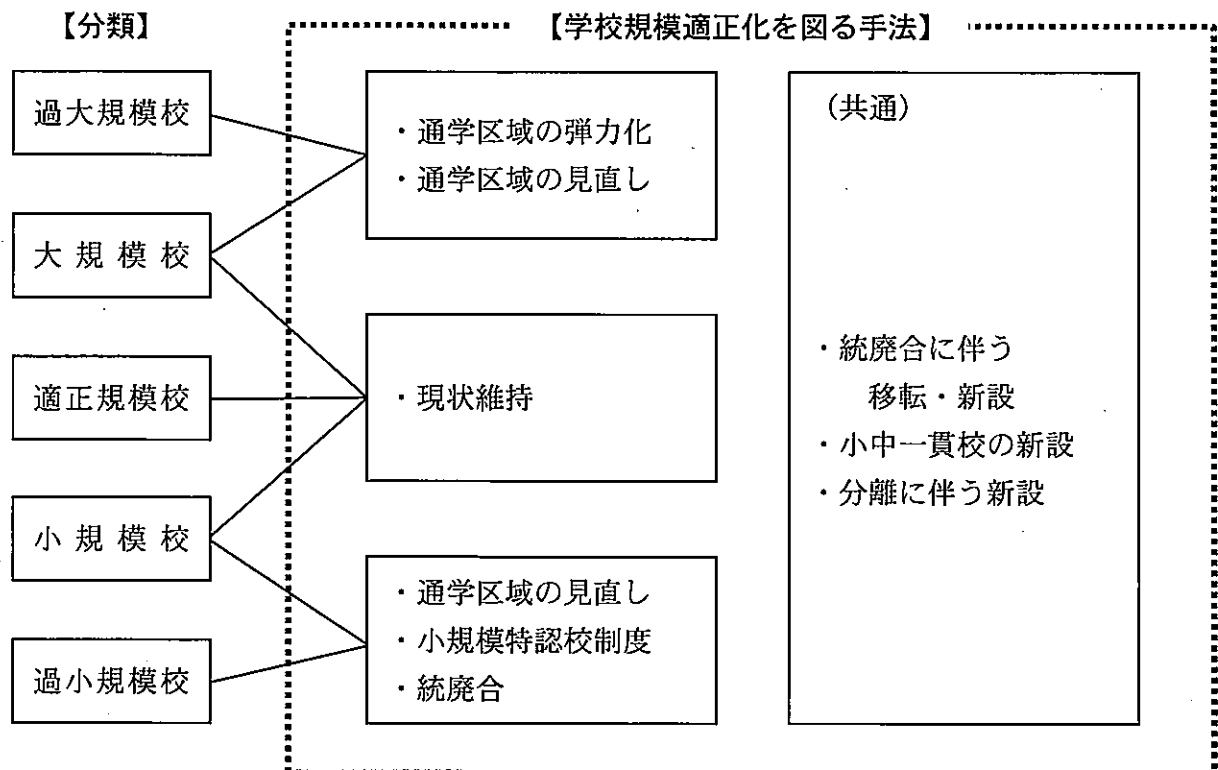 【分類】
【学校規模適正化を図る手法】
過大規模校
大規模校
適正規模校
小規模校
過小規模校
・通学区域の弾力化
・通学区域の見直し
・現状維持
・通学区域の見直し
・小規模特認校制度
・統廃合
（共通）
・統廃合に伴う
移転・新設
・小中一貫校の新設
・分離に伴う新設